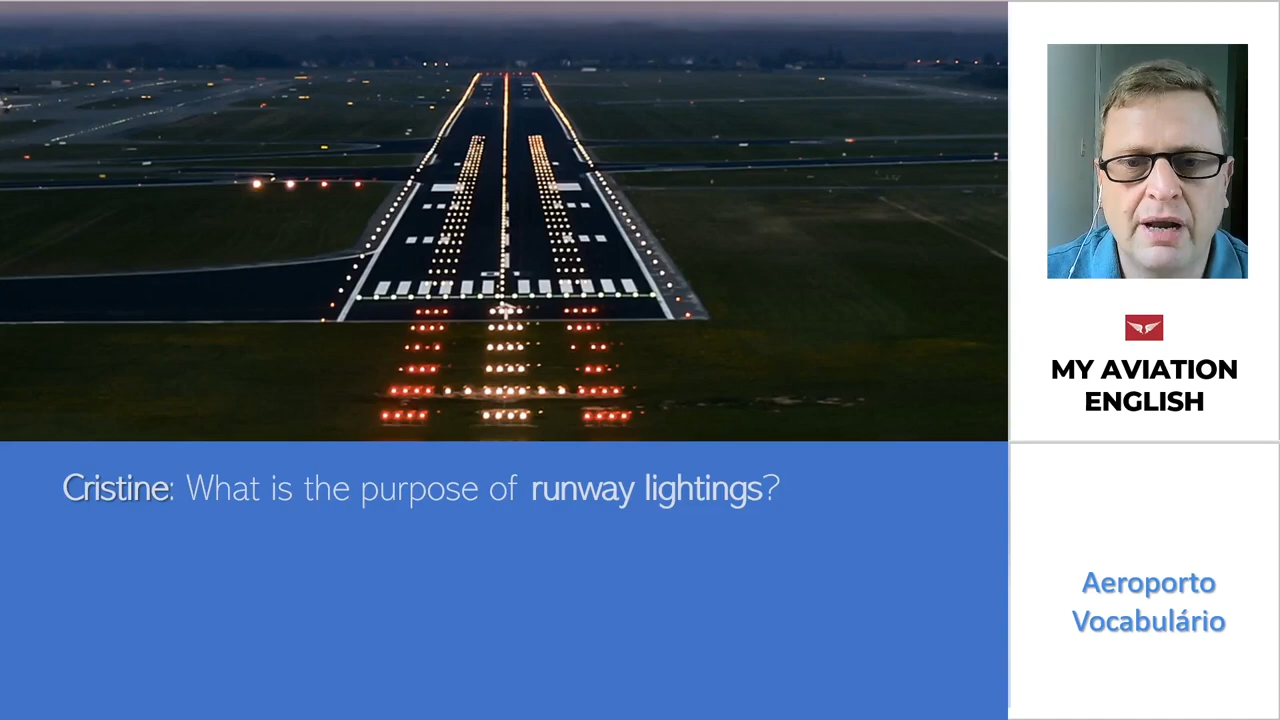 MY AVIATION
ENGLISH
Cristine: What is the purpose of runway lightings?
Aeroporto
Vocabulário